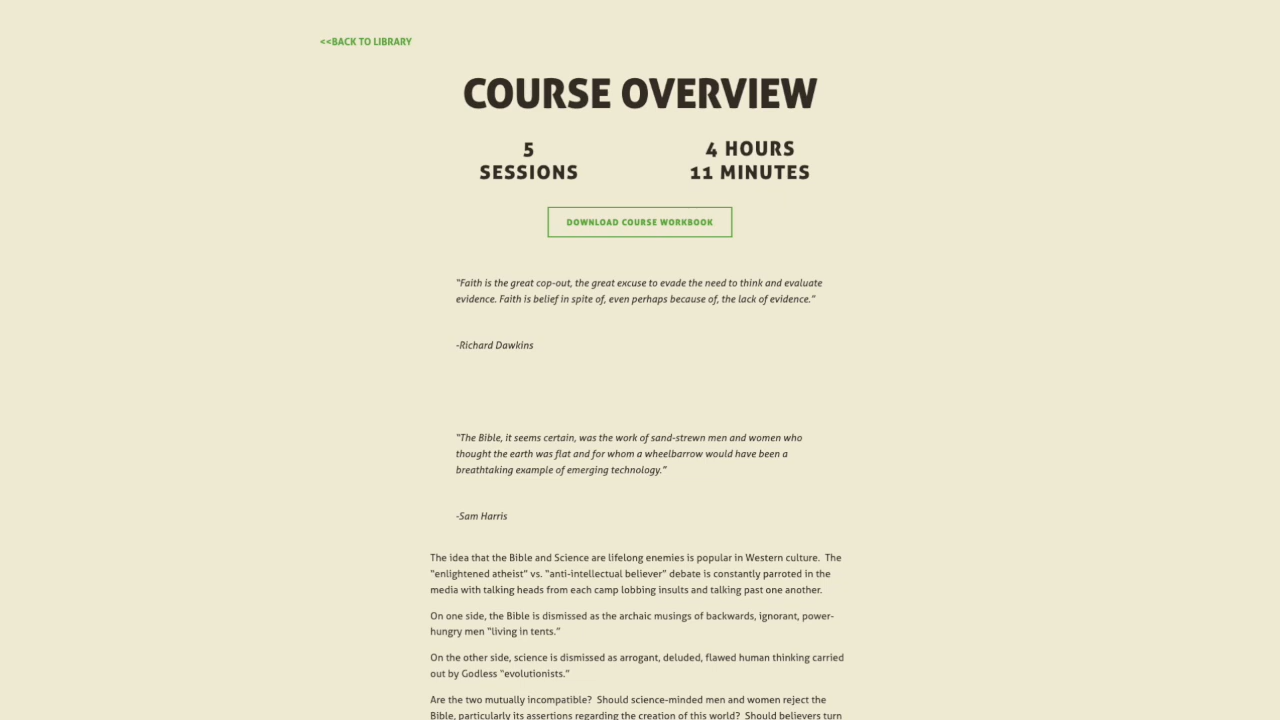 <<BACK TO LIBRARY
COURSE OVERVIEW
5
SESSIONS
4 HOURS
11 MINUTES
DOWNLOAD COURSE WORKBOOK
“Faith is the great cop-out, the great excuse to evade the need to think and evaluate
evidence. Faith is belief in spite of, even perhaps because of, the lack of evidence.”
-Richard Dawkins
“The Bible, it seems certain, was the work of sand-strewn men and women who
thought the earth was flat and for whom a wheelbarrow would have been a
breathtaking example of emerging technology.”
-Sam Harris
The idea that the Bible and Science are lifelong enemies is popular in Western culture.  The
“enlightened atheist” vs. “anti-intellectual believer” debate is constantly parroted in the
media with talking heads from each camp lobbing insults and talking past one another.
On one side, the Bible is dismissed as the archaic musings of backwards, ignorant, power-
hungry men “living in tents.”
On the other side, science is dismissed as arrogant, deluded, flawed human thinking carried
out by Godless “evolutionists.”
Are the two mutually incompatible?  Should science-minded men and women reject the
Bible, particularly its assertions regarding the creation of this world?  Should believers turn